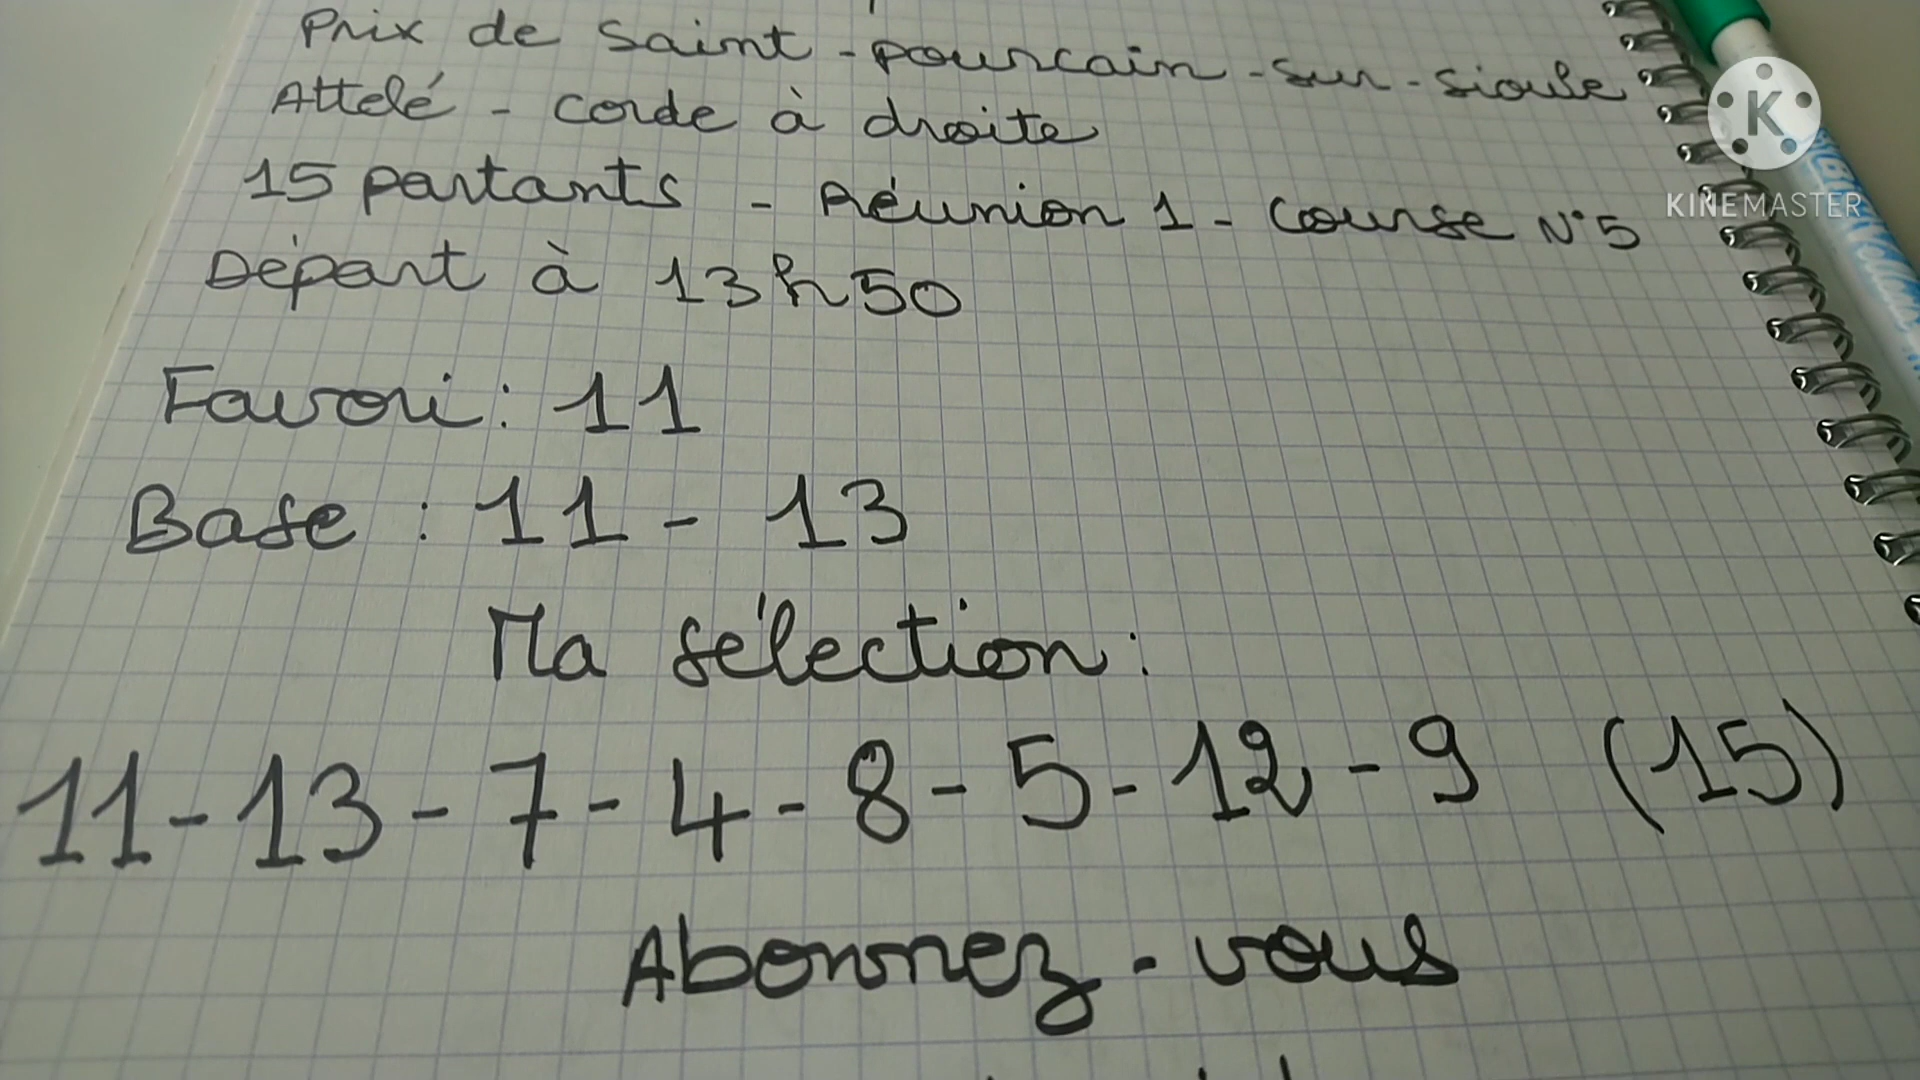 Prix de Saint-pourcain-sur-sioule
Attelé - corde à droite
15 partants - Réunion 1 - course N°5
Départ à 13h50
Favori : 11
Base : 11 - 13
Ma sélection :
11 - 13 - 7 - 4 - 8 - 5 - 12 - 9 (15)
Abonnez-vous
K
KINEMASTER